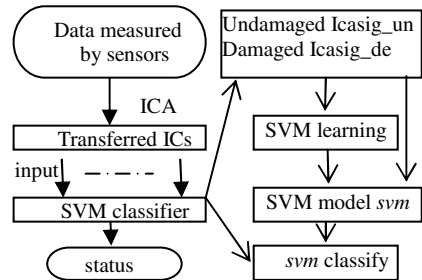 Data measured
by sensors
ICA
Transferred ICs
input
SVM classifier
status
Undamaged Icasig_un
Damaged Icasig_de
SVM learning
SVM model svm
svm classify